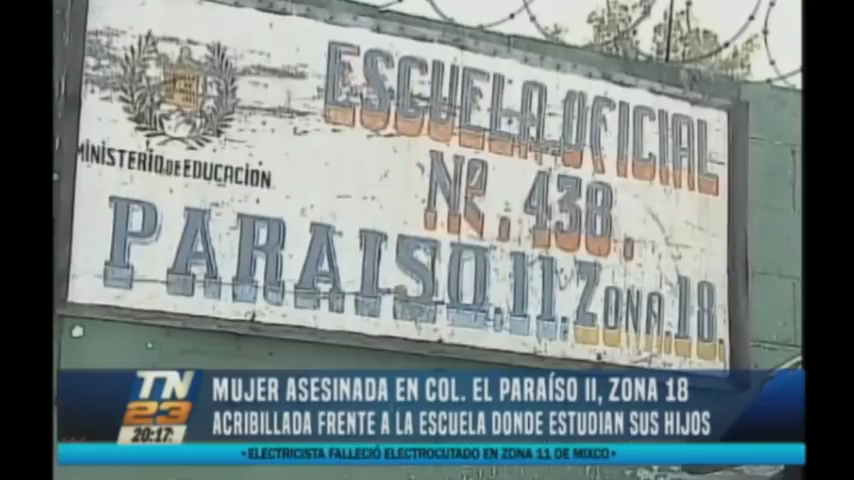 ESCUELA OFICIAL
Nº. 438.
MINISTERIO DE EDUCACIÓN
PARAISO.II.ZONA.18.
TN
23
20:17
MUJER ASESINADA EN COL. EL PARAÍSO II, ZONA 18
ACRIBILLADA FRENTE A LA ESCUELA DONDE ESTUDIAN SUS HIJOS
•ELECTRICISTA FALLECIÓ ELECTROCUTADO EN ZONA 11 DE MIXCO•